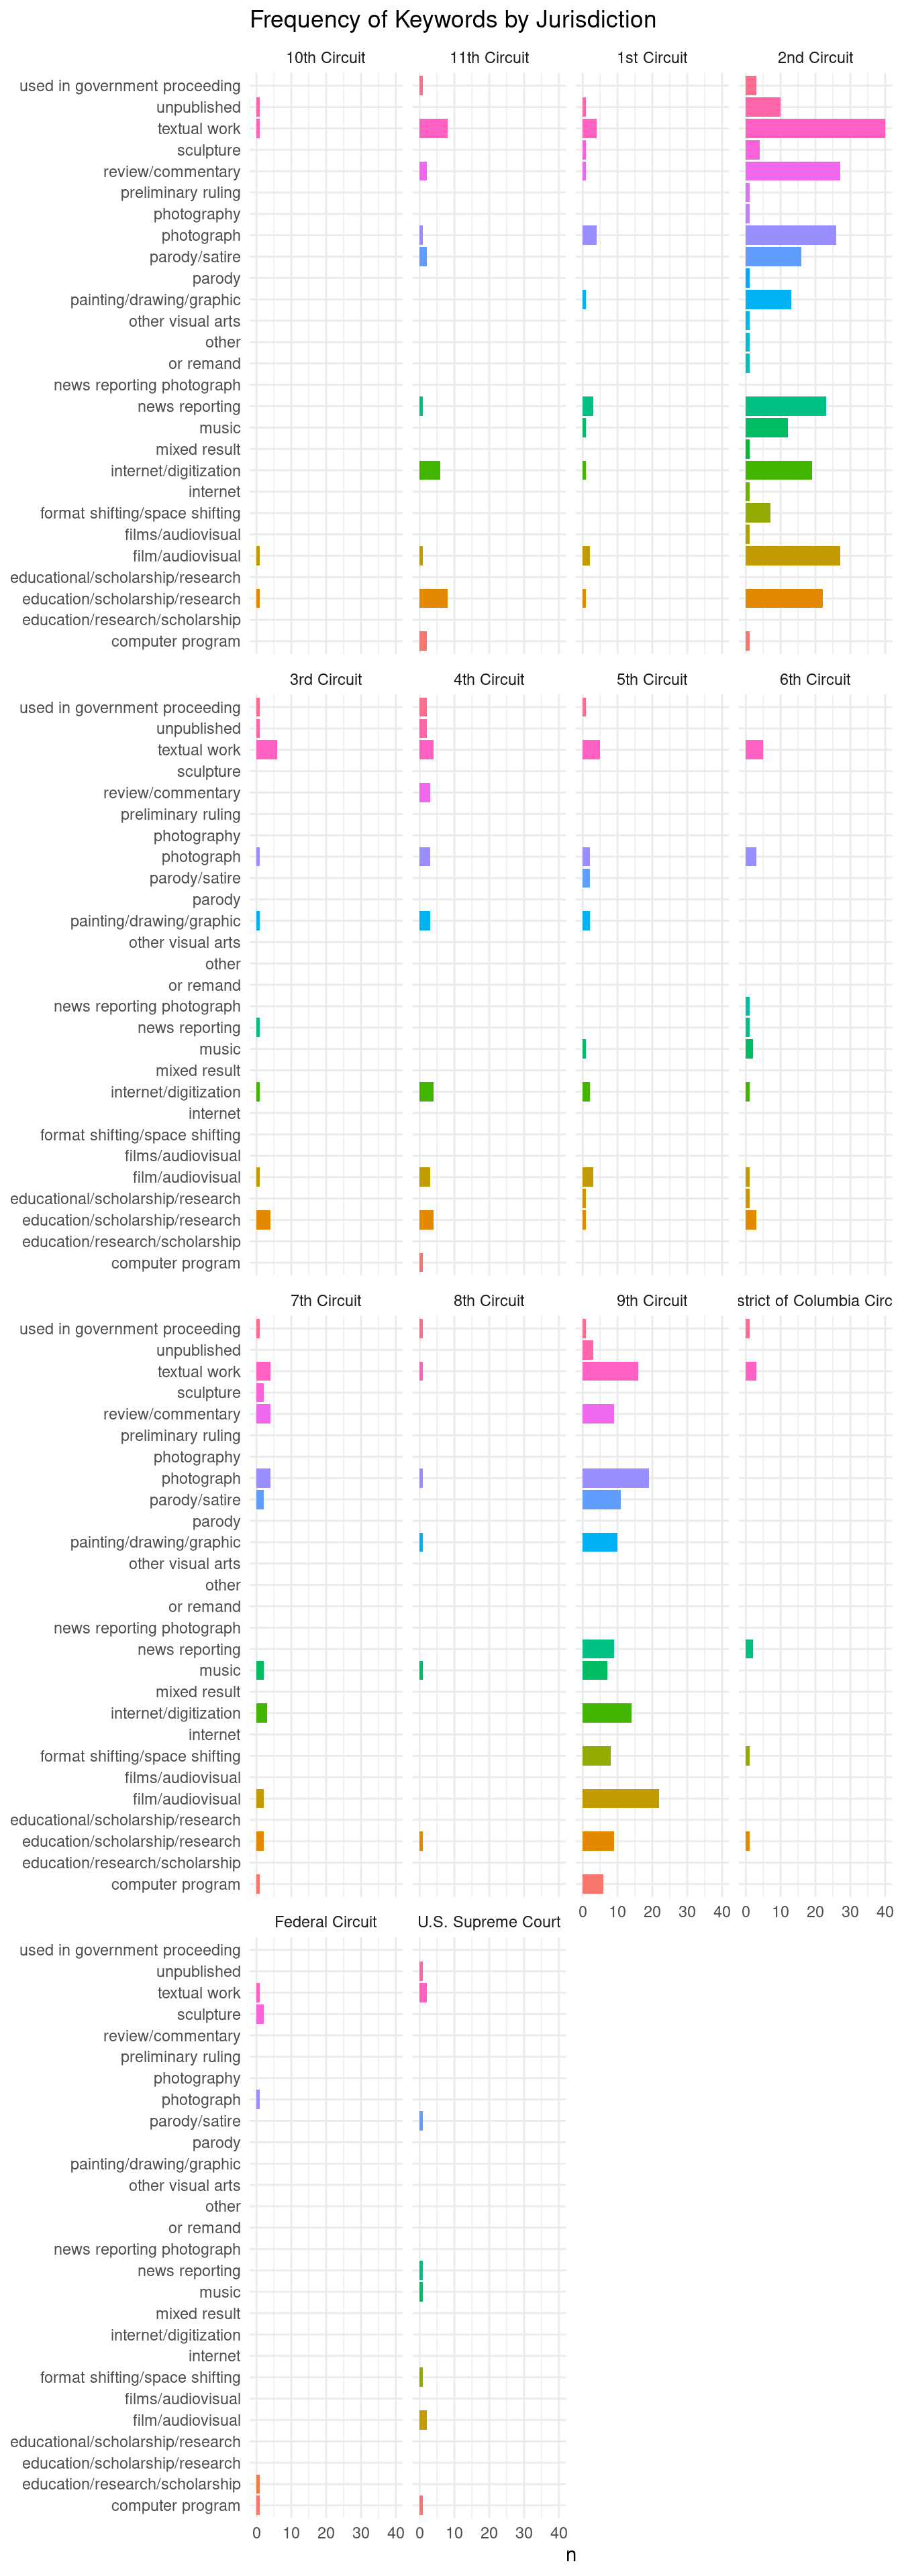 Frequency of Keywords by Jurisdiction
10th Circuit 11th Circuit 1st Circuit 2nd Circuit
used in government proceeding
unpublished
textual work
sculpture
review/commentary
preliminary ruling
photography
photograph
parody/satire
parody
painting/drawing/graphic
other visual arts
other
or remand
news reporting photograph
news reporting
music
mixed result
internet/digitization
internet
format shifting/space shifting
films/audiovisual
film/audiovisual
educational/scholarship/research
education/scholarship/research
education/research/scholarship
computer program
3rd Circuit 4th Circuit 5th Circuit 6th Circuit
used in government proceeding
unpublished
textual work
sculpture
review/commentary
preliminary ruling
photography
photograph
parody/satire
parody
painting/drawing/graphic
other visual arts
other
or remand
news reporting photograph
news reporting
music
mixed result
internet/digitization
internet
format shifting/space shifting
films/audiovisual
film/audiovisual
educational/scholarship/research
education/scholarship/research
education/research/scholarship
computer program
7th Circuit 8th Circuit 9th Circuit strict of Columbia Circ
used in government proceeding
unpublished
textual work
sculpture
review/commentary
preliminary ruling
photography
photograph
parody/satire
parody
painting/drawing/graphic
other visual arts
other
or remand
news reporting photograph
news reporting
music
mixed result
internet/digitization
internet
format shifting/space shifting
films/audiovisual
film/audiovisual
educational/scholarship/research
education/scholarship/research
education/research/scholarship
computer program
0 10 20 30 40 0 10 20 30 40
Federal Circuit U.S. Supreme Court
used in government proceeding
unpublished
textual work
sculpture
review/commentary
preliminary ruling
photography
photograph
parody/satire
parody
painting/drawing/graphic
other visual arts
other
or remand
news reporting photograph
news reporting
music
mixed result
internet/digitization
internet
format shifting/space shifting
films/audiovisual
film/audiovisual
educational/scholarship/research
education/scholarship/research
education/research/scholarship
computer program
0 10 20 30 40 0 10 20 30 40
n